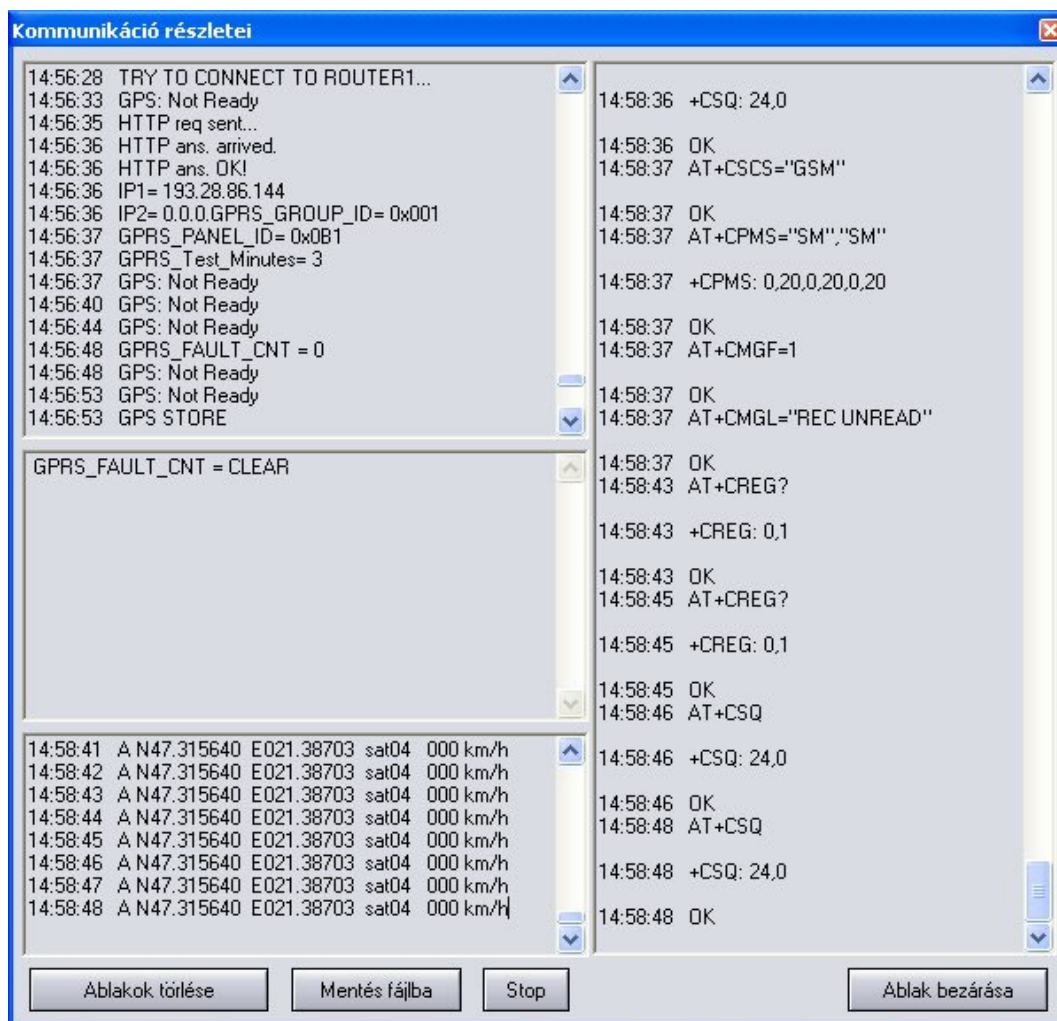 Kommunikáció részletei
14:56:28 TRY TO CONNECT TO ROUTER1...
14:56:33 GPS: Not Ready
14:56:35 HTTP req sent...
14:56:36 HTTP ans. arrived.
14:56:36 HTTP ans. OK!
14:56:36 IP1= 193.28.86.144
14:56:36 IP2= 0.0.0.GPRS_GROUP_ID= 0x001
14:56:37 GPRS_PANEL_ID= 0x0B1
14:56:37 GPRS_Test_Minutes= 3
14:56:37 GPS: Not Ready
14:56:40 GPS: Not Ready
14:56:44 GPS: Not Ready
14:56:48 GPRS_FAULT_CNT = 0
14:56:48 GPS: Not Ready
14:56:53 GPS: Not Ready
14:56:53 GPS STORE
GPRS_FAULT_CNT = CLEAR
14:58:41 A N47.315640 E021.38703 sat04 000 km/h
14:58:42 A N47.315640 E021.38703 sat04 000 km/h
14:58:43 A N47.315640 E021.38703 sat04 000 km/h
14:58:44 A N47.315640 E021.38703 sat04 000 km/h
14:58:45 A N47.315640 E021.38703 sat04 000 km/h
14:58:46 A N47.315640 E021.38703 sat04 000 km/h
14:58:47 A N47.315640 E021.38703 sat04 000 km/h
14:58:48 A N47.315640 E021.38703 sat04 000 km/h
14:58:36 +CSQ: 24,0
14:58:36 OK
14:58:37 AT+CSCS="GSM"
14:58:37 OK
14:58:37 AT+CPMS="SM","SM"
14:58:37 +CPMS: 0,20,0,20,0,20
14:58:37 OK
14:58:37 AT+CMGF=1
14:58:37 OK
14:58:37 AT+CMGL="REC UNREAD"
14:58:37 OK
14:58:43 AT+CREG?
14:58:43 +CREG: 0,1
14:58:43 OK
14:58:45 AT+CREG?
14:58:45 +CREG: 0,1
14:58:45 OK
14:58:46 AT+CSQ
14:58:46 +CSQ: 24,0
14:58:46 OK
14:58:48 AT+CSQ
14:58:48 +CSQ: 24,0
14:58:48 OK
Ablakok törlése
Mentés fájlba
Stop
Ablak bezárása